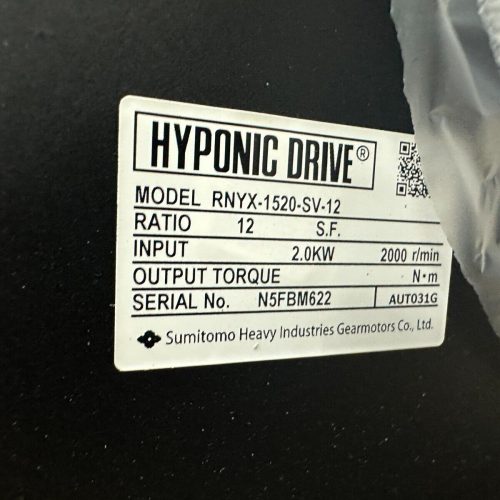 HYPONIC DRIVE®
MODEL RNYX-1520-SV-12
RATIO 12 S.F.
INPUT 2.0KW 2000 r/min
OUTPUT TORQUE N·m
SERIAL No. N5FBM622 AUT031G
Sumitomo Heavy Industries Gearmotors Co., Ltd.